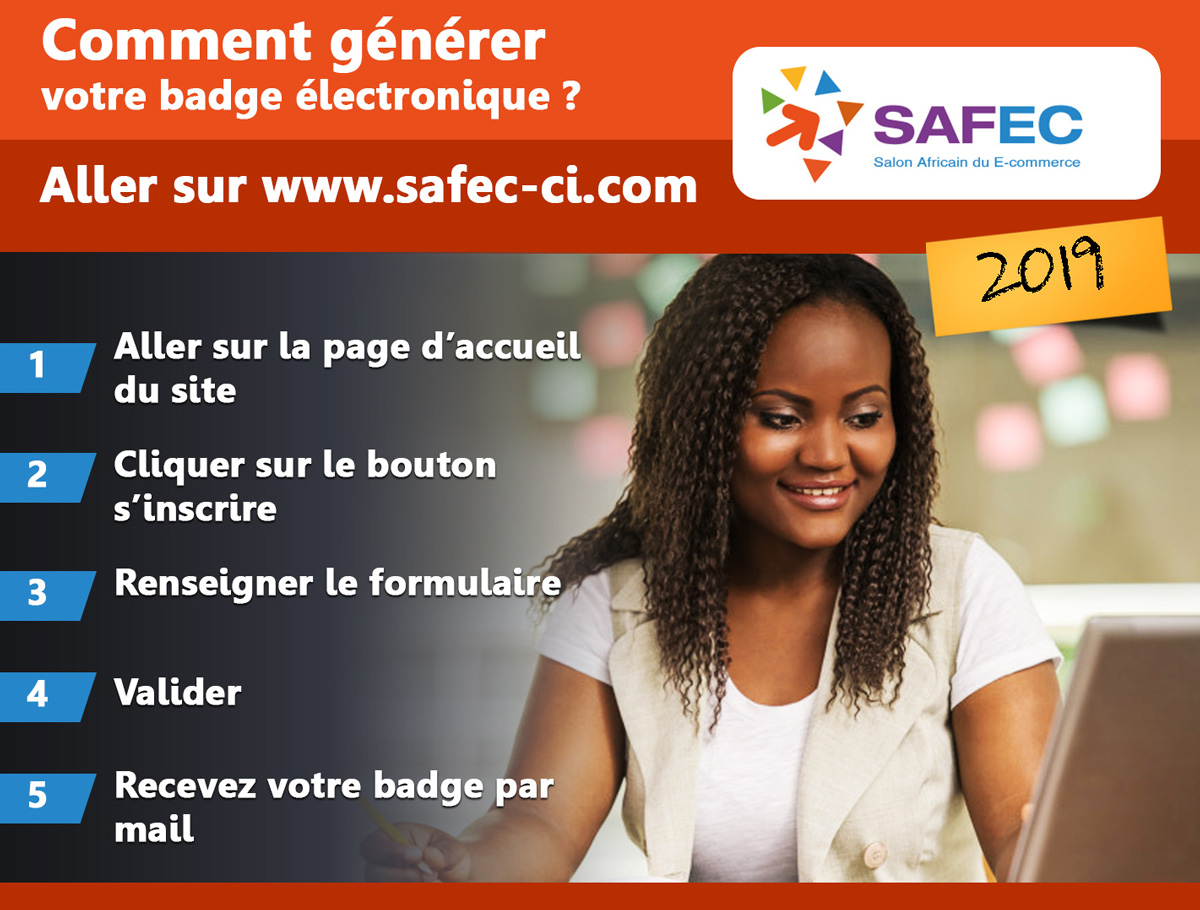 Comment générer
votre badge électronique ?
Aller sur www.safec-ci.com
SAFEC
Salon Africain du E-commerce
2019
1 Aller sur la page d’accueil
du site
2 Cliquer sur le bouton
s’inscrire
3 Renseigner le formulaire
4 Valider
5 Recevez votre badge par
mail